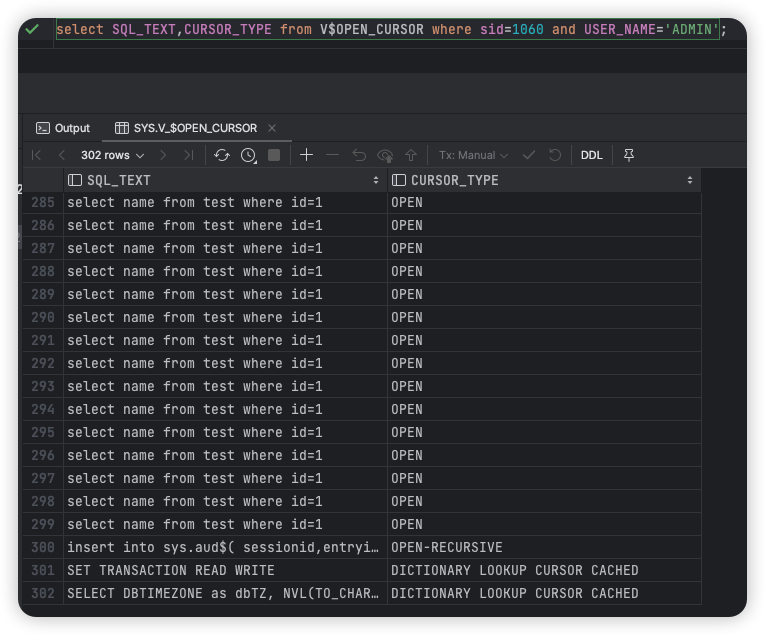 select SQL_TEXT,CURSOR_TYPE from V$OPEN_CURSOR where sid=1060 and USER_NAME='ADMIN';
Output SYS.V_$OPEN_CURSOR
302 rows Tx: Manual DDL
SQL_TEXT CURSOR_TYPE
285 select name from test where id=1 OPEN
286 select name from test where id=1 OPEN
287 select name from test where id=1 OPEN
288 select name from test where id=1 OPEN
289 select name from test where id=1 OPEN
290 select name from test where id=1 OPEN
291 select name from test where id=1 OPEN
292 select name from test where id=1 OPEN
293 select name from test where id=1 OPEN
294 select name from test where id=1 OPEN
295 select name from test where id=1 OPEN
296 select name from test where id=1 OPEN
297 select name from test where id=1 OPEN
298 select name from test where id=1 OPEN
299 select name from test where id=1 OPEN
300 insert into sys.aud$( sessionid,entryi… OPEN-RECURSIVE
301 SET TRANSACTION READ WRITE DICTIONARY LOOKUP CURSOR CACHED
302 SELECT DBTIMEZONE as dbTZ, NVL(TO_CHAR… DICTIONARY LOOKUP CURSOR CACHED